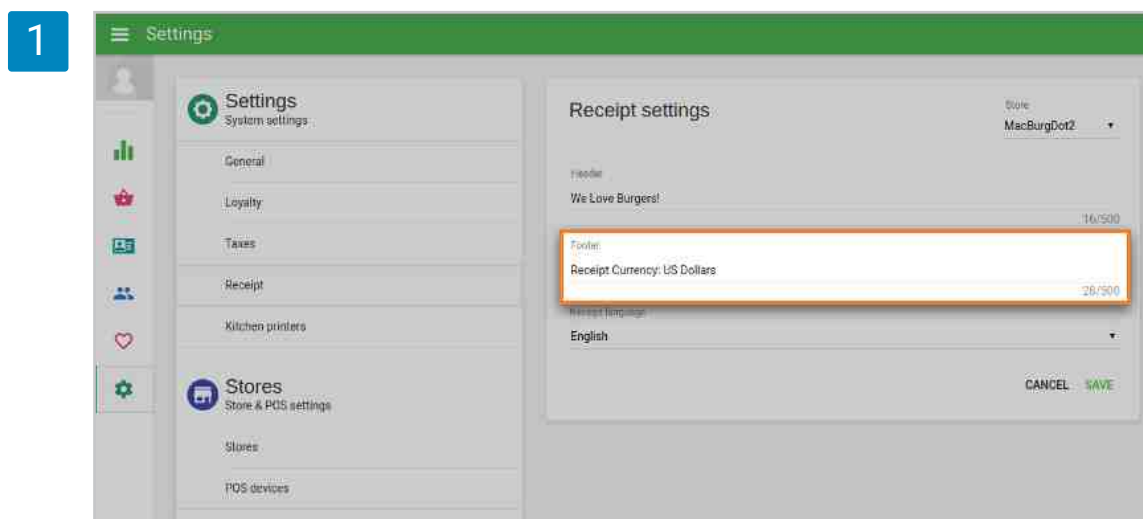 1
Settings
Settings
System settings
General
Loyalty
Taxes
Receipt
Kitchen printers
Stores
Store & POS settings
Stores
POS devices
Receipt settings
Store
MacBurgDot2
Header
We Love Burgers!
16/500
Footer
Receipt Currency: US Dollars
28/500
Receipt language
English
CANCEL SAVE